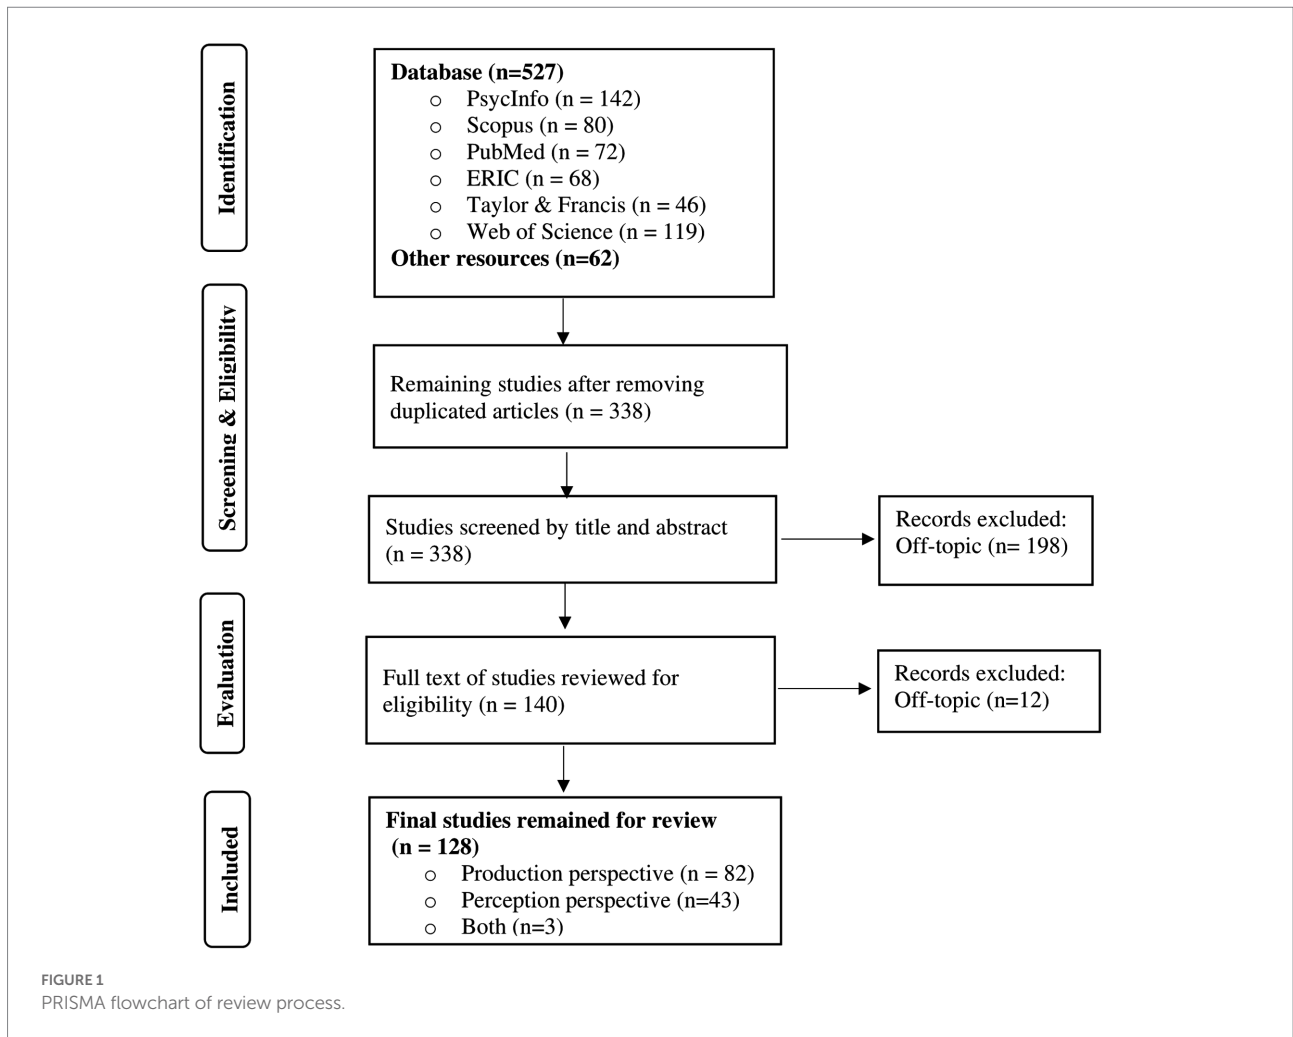 Identification
Database (n=527)
o PsycInfo (n = 142)
o Scopus (n = 80)
o PubMed (n = 72)
o ERIC (n = 68)
o Taylor & Francis (n = 46)
o Web of Science (n = 119)
Other resources (n=62)
Screening & Eligibility
Remaining studies after removing
duplicated articles (n = 338)
Studies screened by title and abstract
(n = 338)
Records excluded:
Off-topic (n= 198)
Evaluation
Full text of studies reviewed for
eligibility (n = 140)
Records excluded:
Off-topic (n=12)
Included
Final studies remained for review
(n = 128)
o Production perspective (n = 82)
o Perception perspective (n=43)
o Both (n=3)
FIGURE 1
PRISMA flowchart of review process.